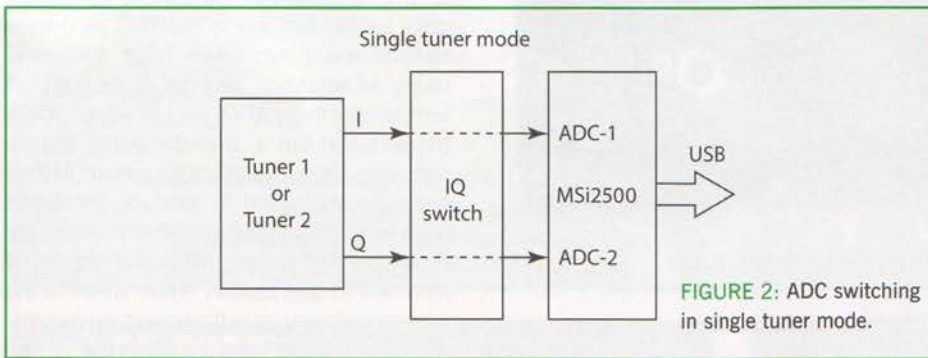 Single tuner mode
Tuner 1
or
Tuner 2
I
Q
IQ
switch
ADC-1
MSi2500
ADC-2
USB
FIGURE 2: ADC switching
in single tuner mode.